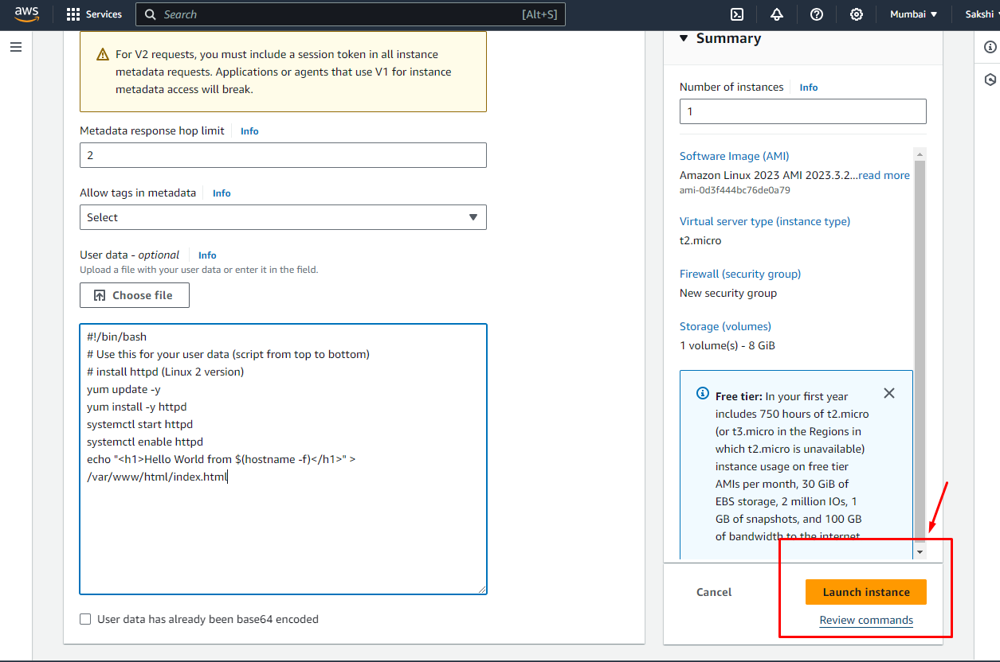 aws
Services
Search
[Alt+S]
Mumbai
Sakshi
For V2 requests, you must include a session token in all instance
metadata requests. Applications or agents that use V1 for instance
metadata access will break.
Metadata response hop limit
Info
2
Allow tags in metadata
Info
Select
User data - optional
Info
Upload a file with your user data or enter it in the field.
Choose file
#!/bin/bash
# Use this for your user data (script from top to bottom)
# install httpd (Linux 2 version)
yum update -y
yum install -y httpd
systemctl start httpd
systemctl enable httpd
echo "<h1>Hello World from $(hostname -f)</h1>" >
/var/www/html/index.html
User data has already been base64 encoded
Summary
Number of instances
Info
1
Software Image (AMI)
Amazon Linux 2023 AMI 2023.3.2...read more
ami-0d3f444bc76de0a79
Virtual server type (instance type)
t2.micro
Firewall (security group)
New security group
Storage (volumes)
1 volume(s) - 8 GiB
Free tier: In your first year
includes 750 hours of t2.micro
(or t3.micro in the Regions in
which t2.micro is unavailable)
instance usage on free tier
AMIs per month, 30 GiB of
EBS storage, 2 million IOs, 1
GB of snapshots, and 100 GB
of bandwidth to the internet
Cancel
Launch instance
Review commands